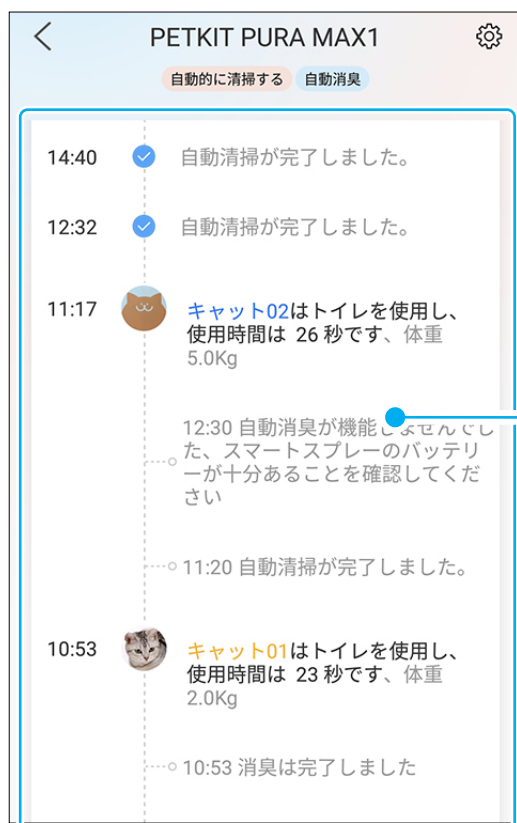 PETKIT PURA MAX1
自動的に清掃する 自動消臭
14:40 自動清掃が完了しました。
12:32 自動清掃が完了しました。
11:17 キャット02はトイレを使用し、
使用時間は 26 秒です、体重
5.0Kg
12:30 自動消臭が機能しませんでし
た、スマートスプレーのバッテリ
ーが十分あることを確認してくだ
さい
11:20 自動清掃が完了しました。
10:53 キャット01はトイレを使用し、
使用時間は 23 秒です、体重
2.0Kg
10:53 消臭は完了しました